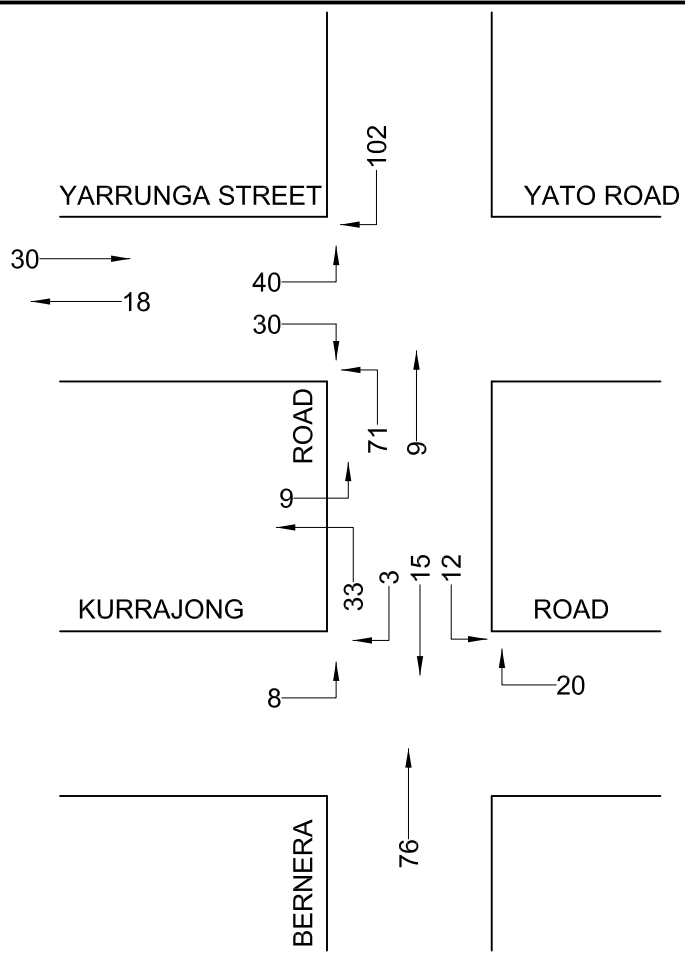 102
YARRUNGA STREET
YATO ROAD
30
18
40
30
ROAD
71
9
9
33
3
15
12
KURRAJONG
ROAD
8
20
76
BERNERA